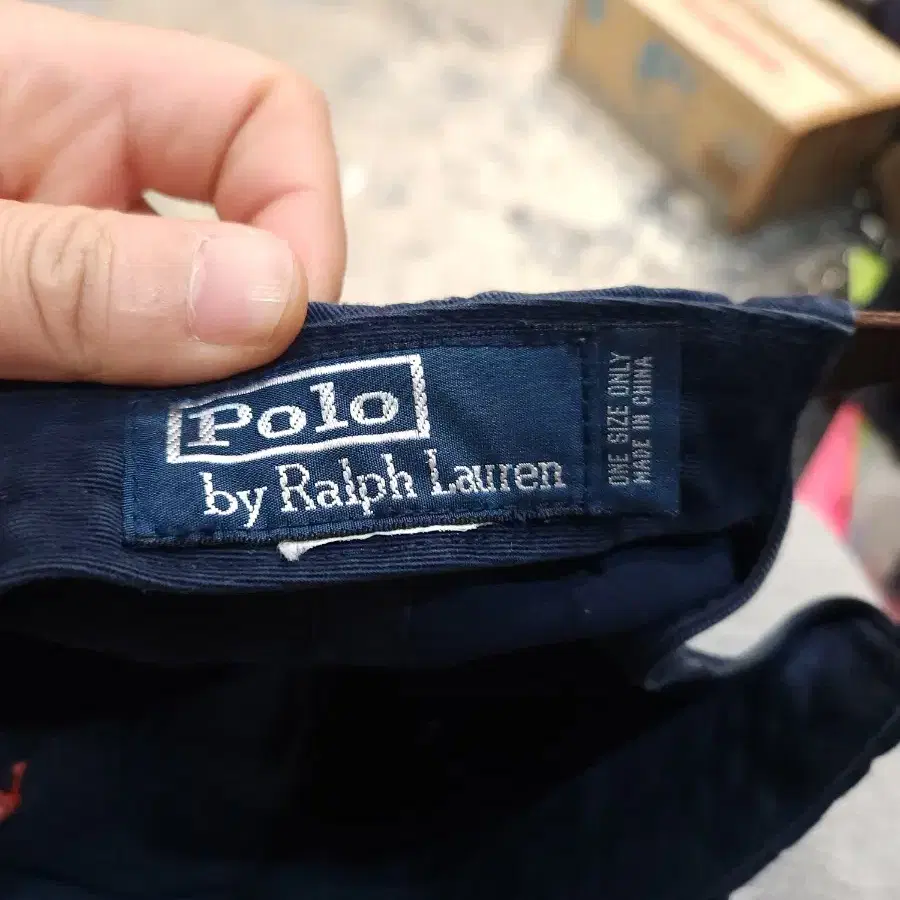 Polo
by Ralph Lauren
ONE SIZE ONLY
MADE IN CHINA